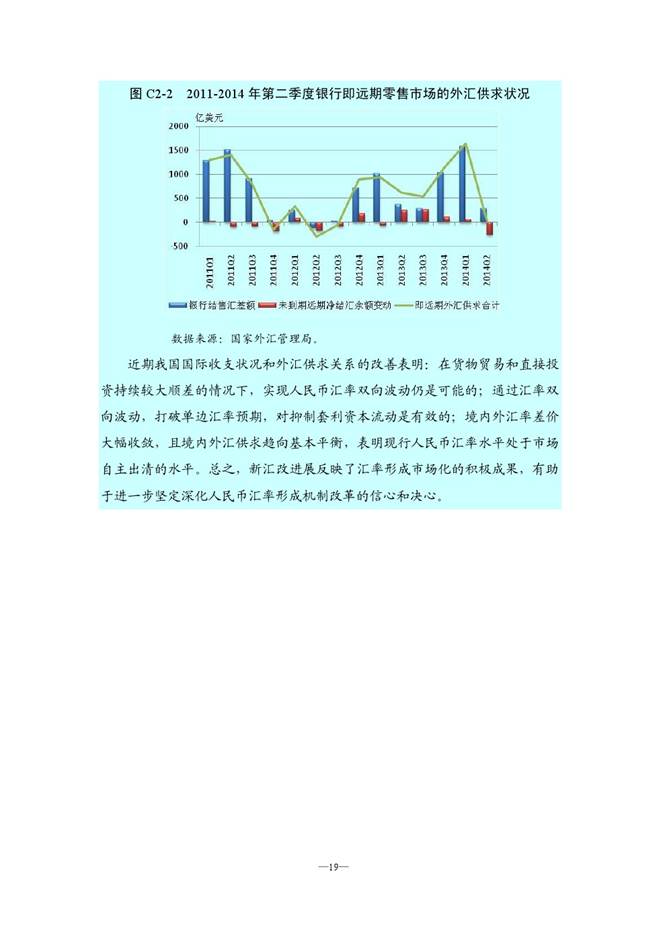 图 C2-2 2011-2014 年第二季度银行即远期零售市场的外汇供求状况
亿美元
2000
1500
1000
500
0
-500
2011Q1 2011Q2 2011Q3 2011Q4 2012Q1 2012Q2 2012Q3 2012Q4 2013Q1 2013Q2 2013Q3 2013Q4 2014Q1 2014Q2
银行结售汇差额 未到期远期净结汇余额变动 即远期外汇供求合计
数据来源：国家外汇管理局。
近期我国国际收支状况和外汇供求关系的改善表明：在货物贸易和直接投
资持续较大顺差的情况下，实现人民币汇率双向波动仍是可能的；通过汇率双
向波动，打破单边汇率预期，对抑制套利资本流动是有效的；境内外汇率差价
大幅收敛，且境内外汇供求趋向基本平衡，表明现行人民币汇率水平处于市场
自主出清的水平。总之，新汇改进展反映了汇率形成市场化的积极成果，有助
于进一步坚定深化人民币汇率形成机制改革的信心和决心。
—19—